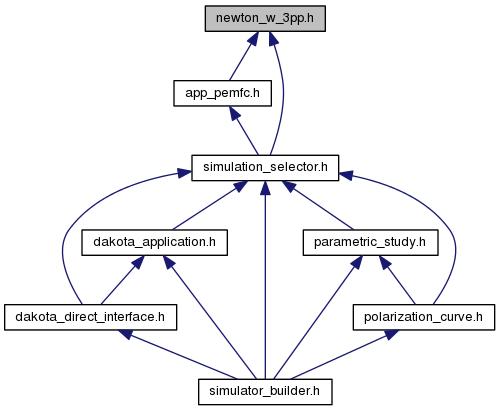 newton_w_3pp.h
app_pemfc.h
simulation_selector.h
dakota_application.h
parametric_study.h
dakota_direct_interface.h
polarization_curve.h
simulator_builder.h